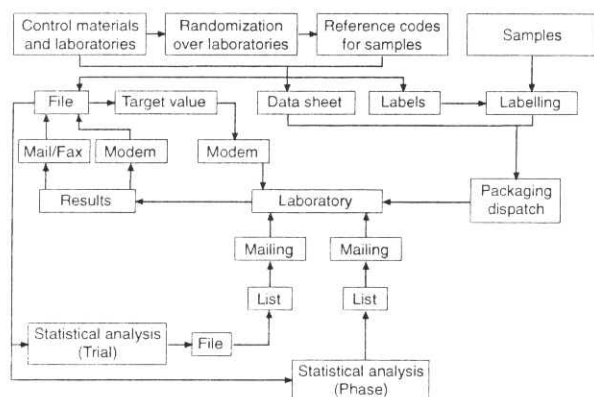 Control materials
and laboratories
Randomization
over laboratories
Reference codes
for samples
Samples
File
Target value
Data sheet
Labels
Labelling
Mail/Fax
Modem
Modem
Results
Laboratory
Packaging
dispatch
Mailing
Mailing
List
List
Statistical analysis
(Trial)
File
Statistical analysis
(Phase)